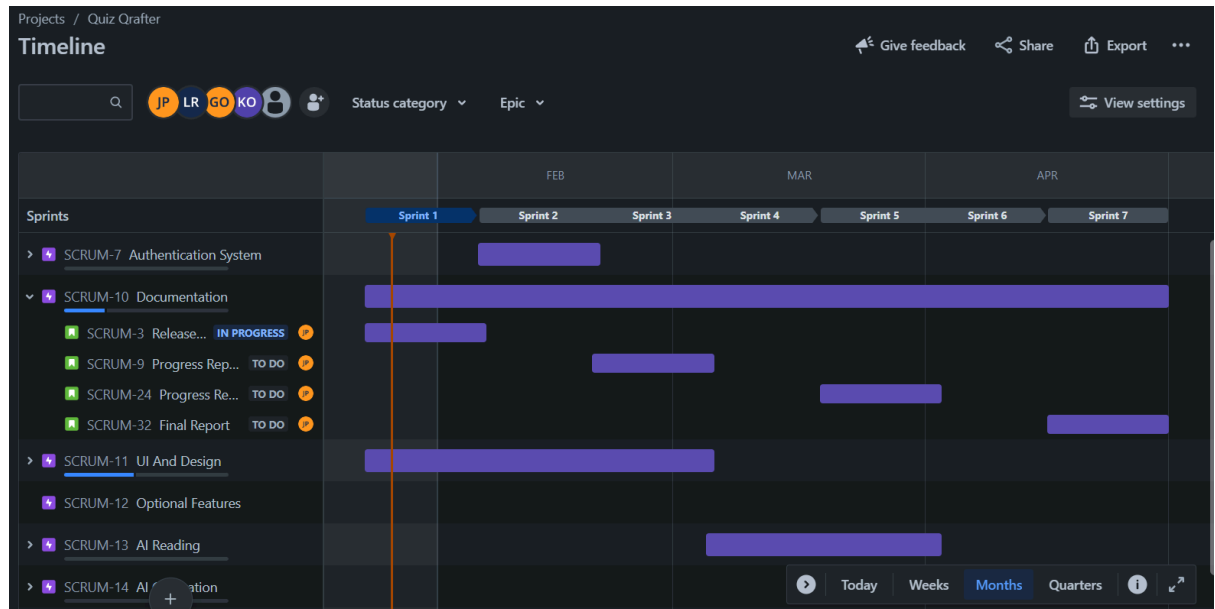 Projects / Quiz Qrafter
Timeline
Give feedback
Share
Export
JP LR GO KO
Status category
Epic
View settings
FEB MAR APR
Sprints
Sprint 1 Sprint 2 Sprint 3 Sprint 4 Sprint 5 Sprint 6 Sprint 7
SCRUM-7 Authentication System
SCRUM-10 Documentation
SCRUM-3 Release... IN PROGRESS JP
SCRUM-9 Progress Rep... TO DO JP
SCRUM-24 Progress Re... TO DO JP
SCRUM-32 Final Report TO DO JP
SCRUM-11 UI And Design
SCRUM-12 Optional Features
SCRUM-13 AI Reading
SCRUM-14 AI
Today Weeks Months Quarters